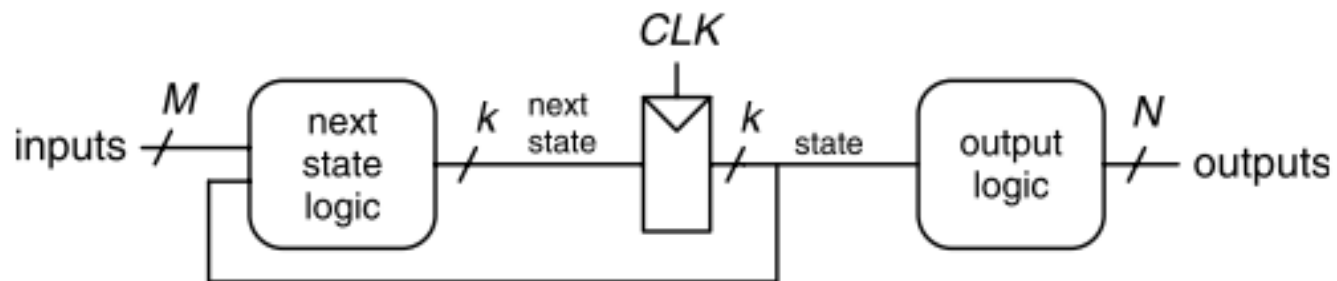 CLK
M
inputs
next
state
logic
k
next
state
k
state
output
logic
N
outputs